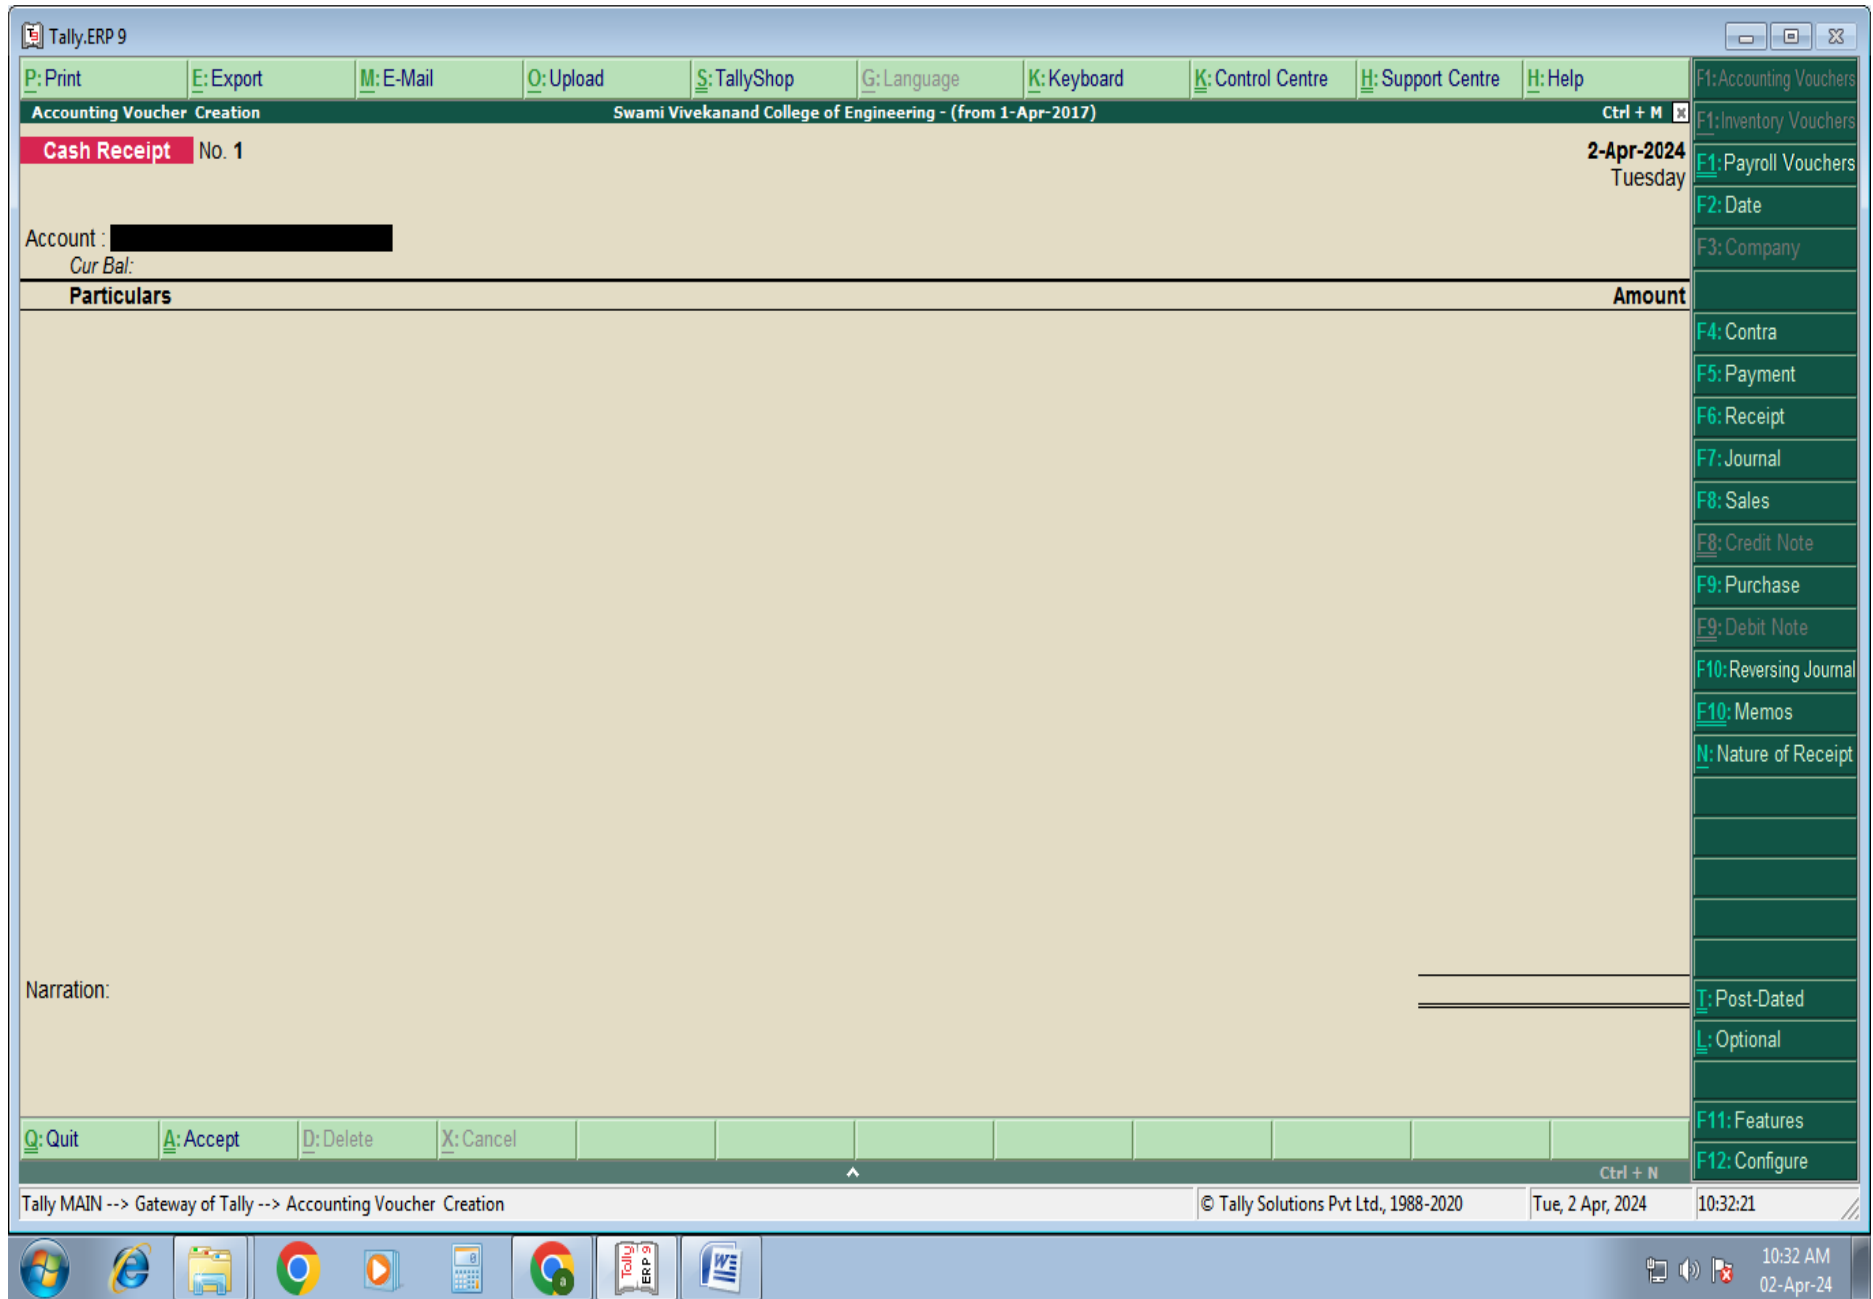 Tally.ERP 9
P: Print E: Export M: E-Mail O: Upload S: TallyShop G: Language K: Keyboard K: Control Centre H: Support Centre H: Help
Accounting Voucher Creation Swami Vivekanand College of Engineering - (from 1-Apr-2017) Ctrl + M
Cash Receipt No. 1 2-Apr-2024
Tuesday
Account :
Cur Bal:
Particulars Amount
Narration:
F1: Accounting Vouchers
F1: Inventory Vouchers
F1: Payroll Vouchers
F2: Date
F3: Company
F4: Contra
F5: Payment
F6: Receipt
F7: Journal
F8: Sales
F8: Credit Note
F9: Purchase
F9: Debit Note
F10: Reversing Journal
F10: Memos
N: Nature of Receipt
T: Post-Dated
L: Optional
F11: Features
F12: Configure
Q: Quit A: Accept D: Delete X: Cancel
Ctrl + N
Tally MAIN --> Gateway of Tally --> Accounting Voucher Creation © Tally Solutions Pvt Ltd., 1988-2020 Tue, 2 Apr, 2024 10:32:21
Tally
ERP 9
10:32 AM
02-Apr-24